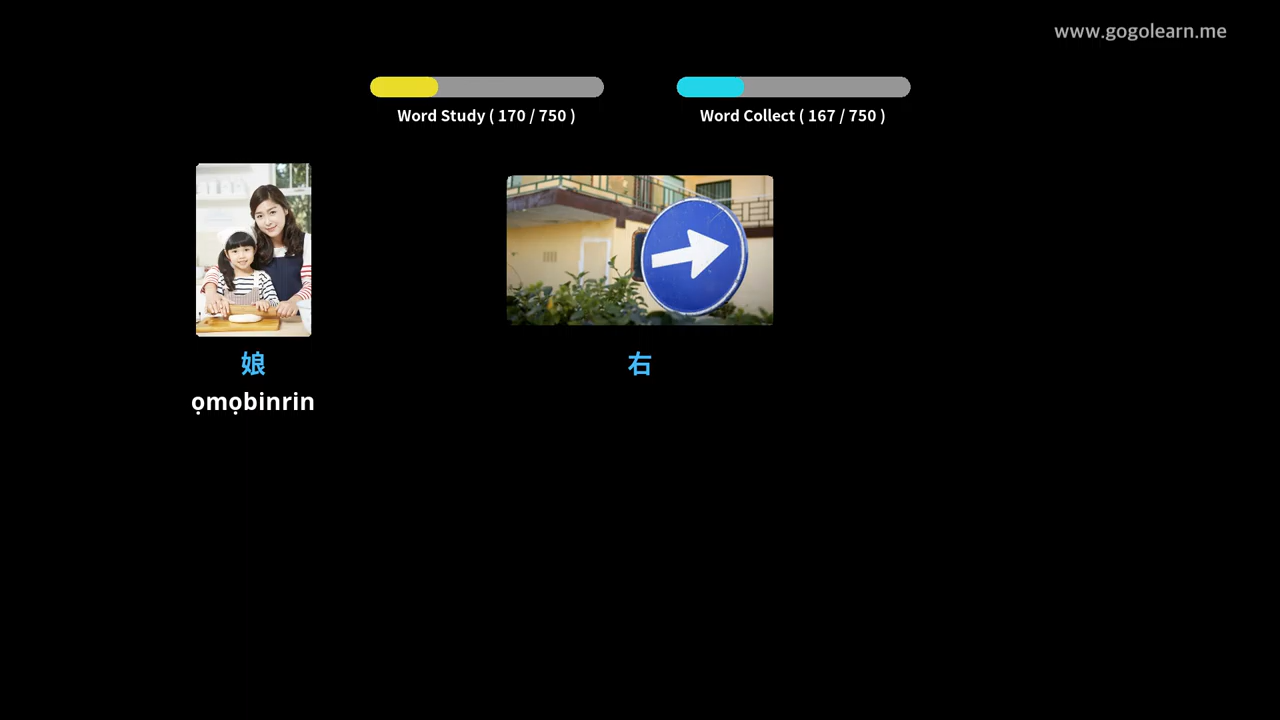 www.gogolearn.me
Word Study ( 170 / 750 )
Word Collect ( 167 / 750 )
娘
ọmọbinrin
右